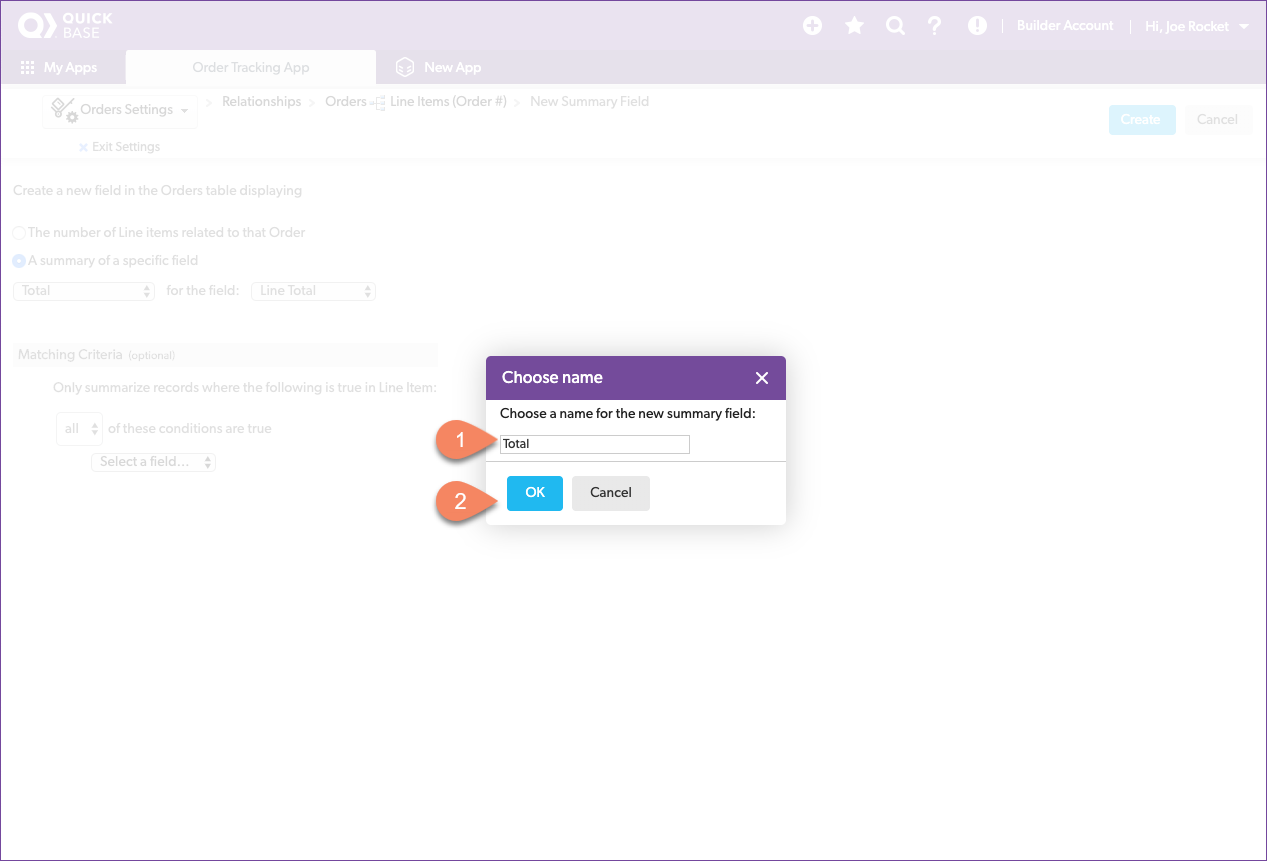 QUICK
BASE
Builder Account
Hi, Joe Rocket
My Apps
Order Tracking App
New App
Orders Settings
Relationships
Orders
Line Items (Order #)
New Summary Field
Create
Cancel
Exit Settings
Create a new field in the Orders table displaying
The number of Line items related to that Order
A summary of a specific field
Total
for the field:
Line Total
Matching Criteria (optional)
Only summarize records where the following is true in Line Item:
all
of these conditions are true
Select a field...
Choose name
Choose a name for the new summary field:
1
Total
2
OK
Cancel